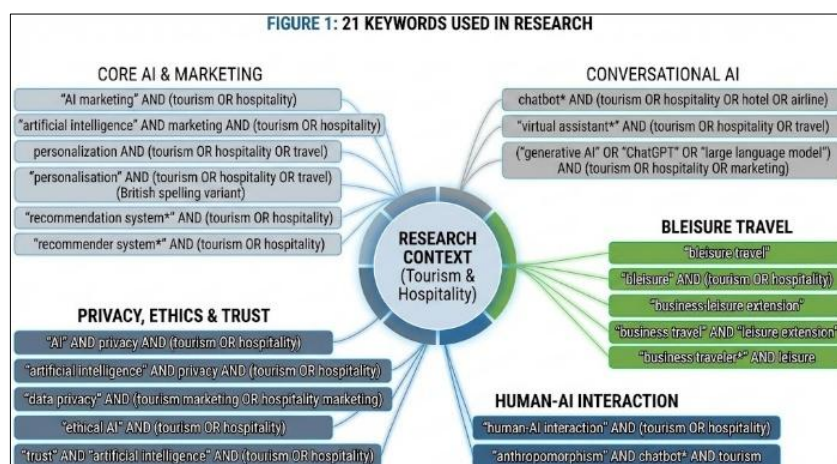 FIGURE 1: 21 KEYWORDS USED IN RESEARCH
CORE AI & MARKETING
"AI marketing" AND (tourism OR hospitality)
"artificial intelligence" AND marketing AND (tourism OR hospitality)
personalization AND (tourism OR hospitality OR travel)
"personalisation" AND (tourism OR hospitality OR travel)
(British spelling variant)
"recommendation system*" AND (tourism OR hospitality)
"recommender system*" AND (tourism OR hospitality)
CONVERSATIONAL AI
chatbot* AND (tourism OR hospitality OR hotel OR airline)
"virtual assistant*" AND (tourism OR hospitality OR travel)
("generative AI" OR "ChatGPT" OR "large language model")
AND (tourism OR hospitality OR marketing)
RESEARCH
CONTEXT
(Tourism &
Hospitality)
BLEISURE TRAVEL
"bleisure travel"
"bleisure" AND (tourism OR hospitality)
"business-leisure extension"
"business travel" AND "leisure extension"
"business traveler*" AND leisure
PRIVACY, ETHICS & TRUST
"AI" AND privacy AND (tourism OR hospitality)
"artificial intelligence" AND privacy AND (tourism OR hospitality)
"data privacy" AND (tourism marketing OR hospitality marketing)
"ethical AI" AND (tourism OR hospitality)
"trust" AND "artificial intelligence" AND (tourism OR hospitality)
HUMAN-AI INTERACTION
"human-AI interaction" AND (tourism OR hospitality)
"anthropomorphism" AND chatbot* AND tourism